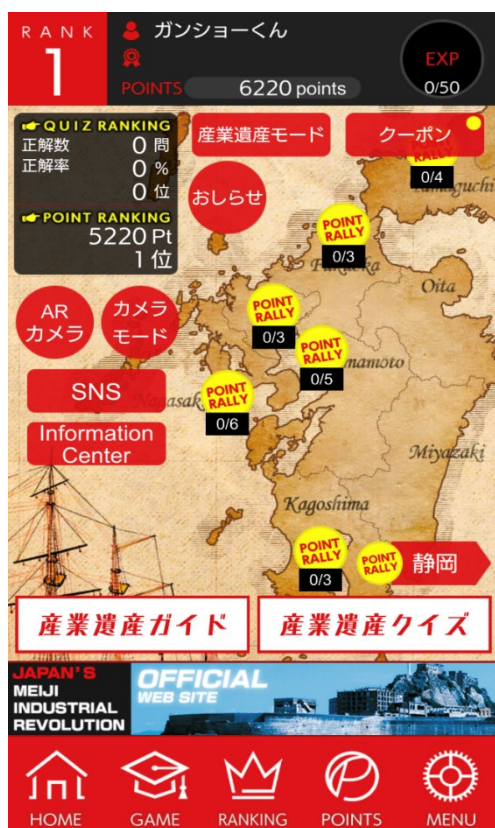 RANK
1
ガンショーくん
POINTS 6220 points
EXP
0/50
QUIZ RANKING
正解数 0 問
正解率 0 %
0 位
POINT RANKING
5220 Pt
1 位
産業遺産モード
クーポン
おしらせ
RALLY
0/4
Yamaguchi
POINT
RALLY
0/3
Fukuoka
Oita
AR
カメラ
カメラ
モード
POINT
RALLY
0/3
POINT
RALLY
0/5
SNS
POINT
RALLY
0/6
Information
Center
Miyazaki
Kagoshima
POINT
RALLY
0/3
POINT
RALLY
静岡
産業遺産ガイド
産業遺産クイズ
JAPAN'S
MEIJI
INDUSTRIAL
REVOLUTION
OFFICIAL
WEB SITE
HOME
GAME
RANKING
POINTS
MENU